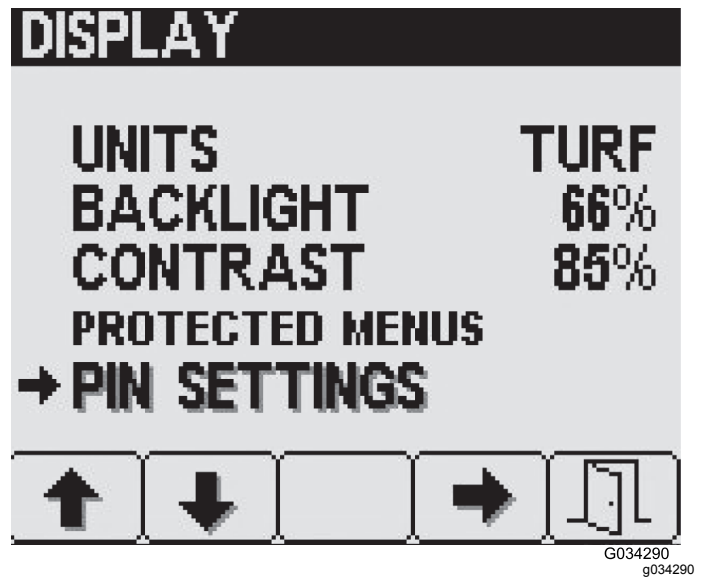 DISPLAY
UNITS TURF
BACKLIGHT 66%
CONTRAST 85%
PROTECTED MENUS
PIN SETTINGS
G034290
g034290